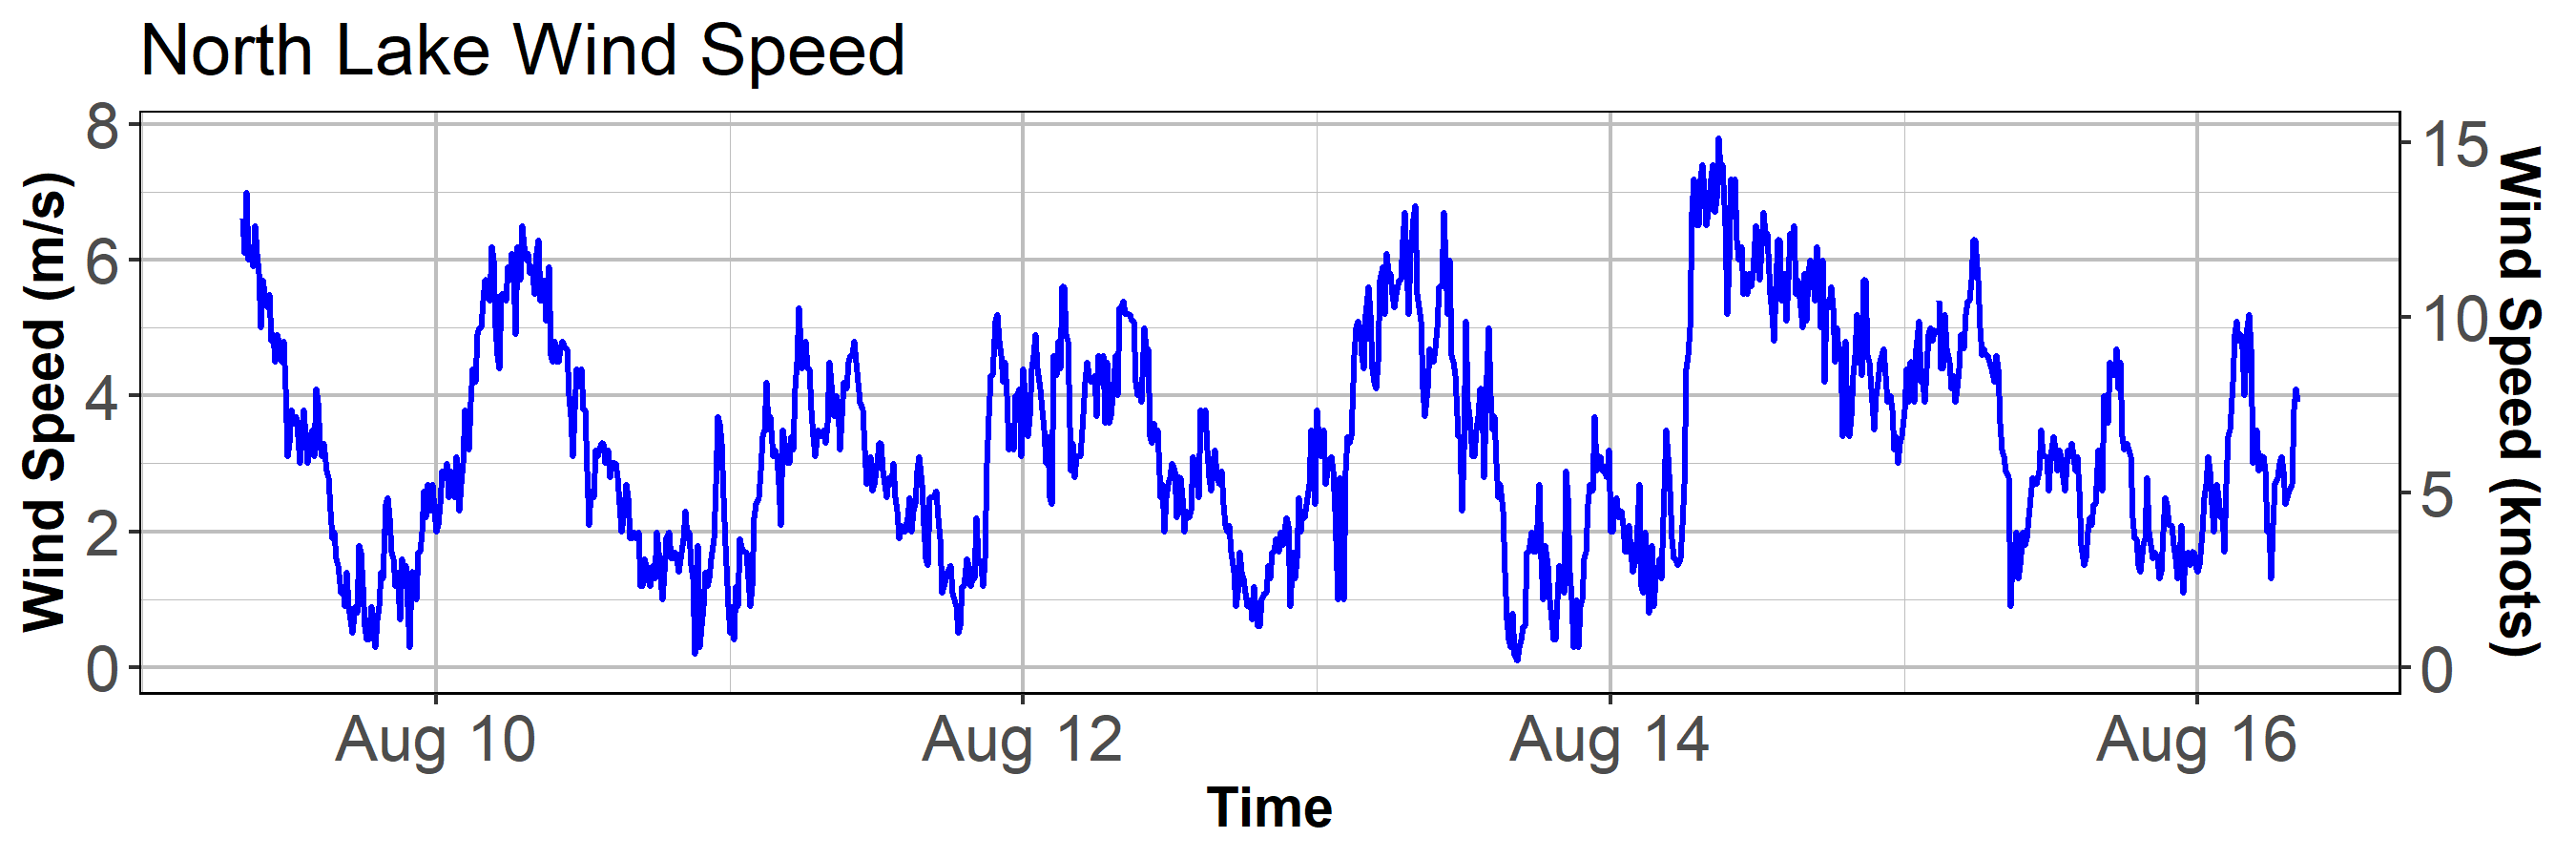 North Lake Wind Speed
8
6
4
2
0
Wind Speed (m/s)
15
10
5
0
Wind Speed (knots)
Aug 10
Aug 12
Aug 14
Aug 16
Time